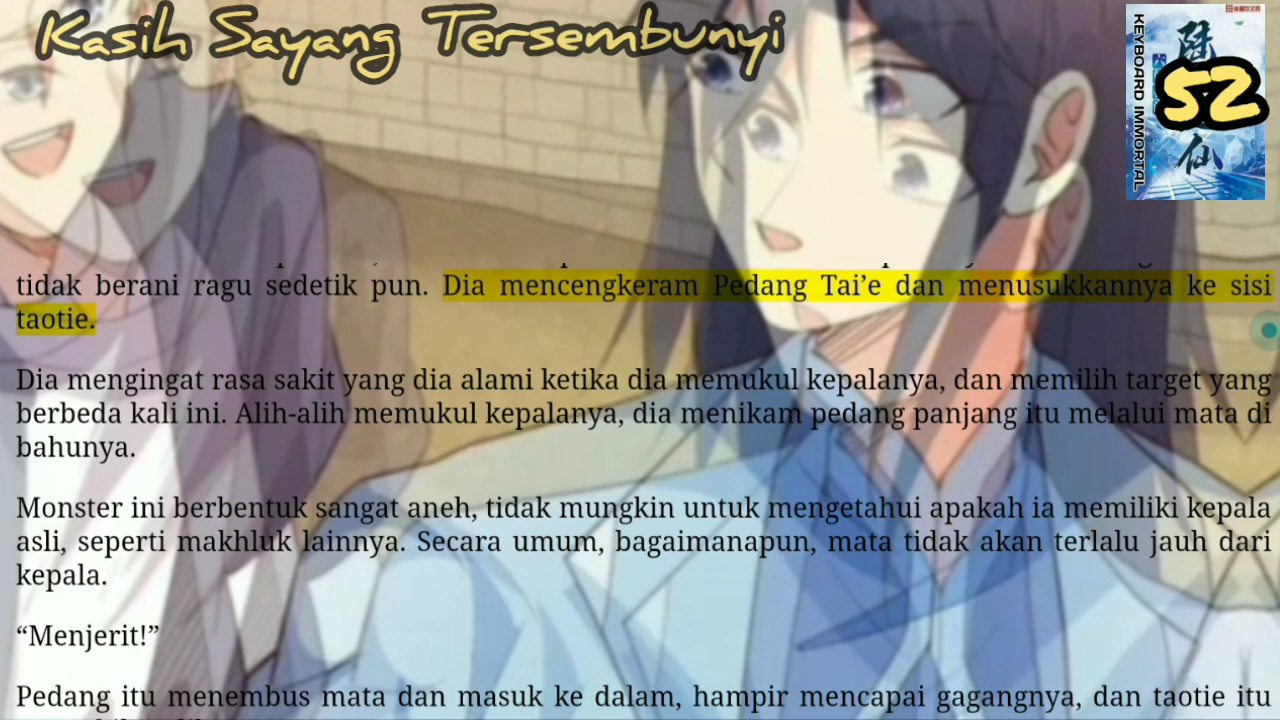 Kasih Sayang Tersembunyi
陆
仙
KEYBOARD IMMORTAL
52
tidak berani ragu sedetik pun. Dia mencengkeram Pedang Tai’e dan menusukkannya ke sisi
taotie.
Dia mengingat rasa sakit yang dia alami ketika dia memukul kepalanya, dan memilih target yang
berbeda kali ini. Alih-alih memukul kepalanya, dia menikam pedang panjang itu melalui mata di
bahunya.
Monster ini berbentuk sangat aneh, tidak mungkin untuk mengetahui apakah ia memiliki kepala
asli, seperti makhluk lainnya. Secara umum, bagaimanapun, mata tidak akan terlalu jauh dari
kepala.
“Menjerit!”
Pedang itu menembus mata dan masuk ke dalam, hampir mencapai gagangnya, dan taotie itu